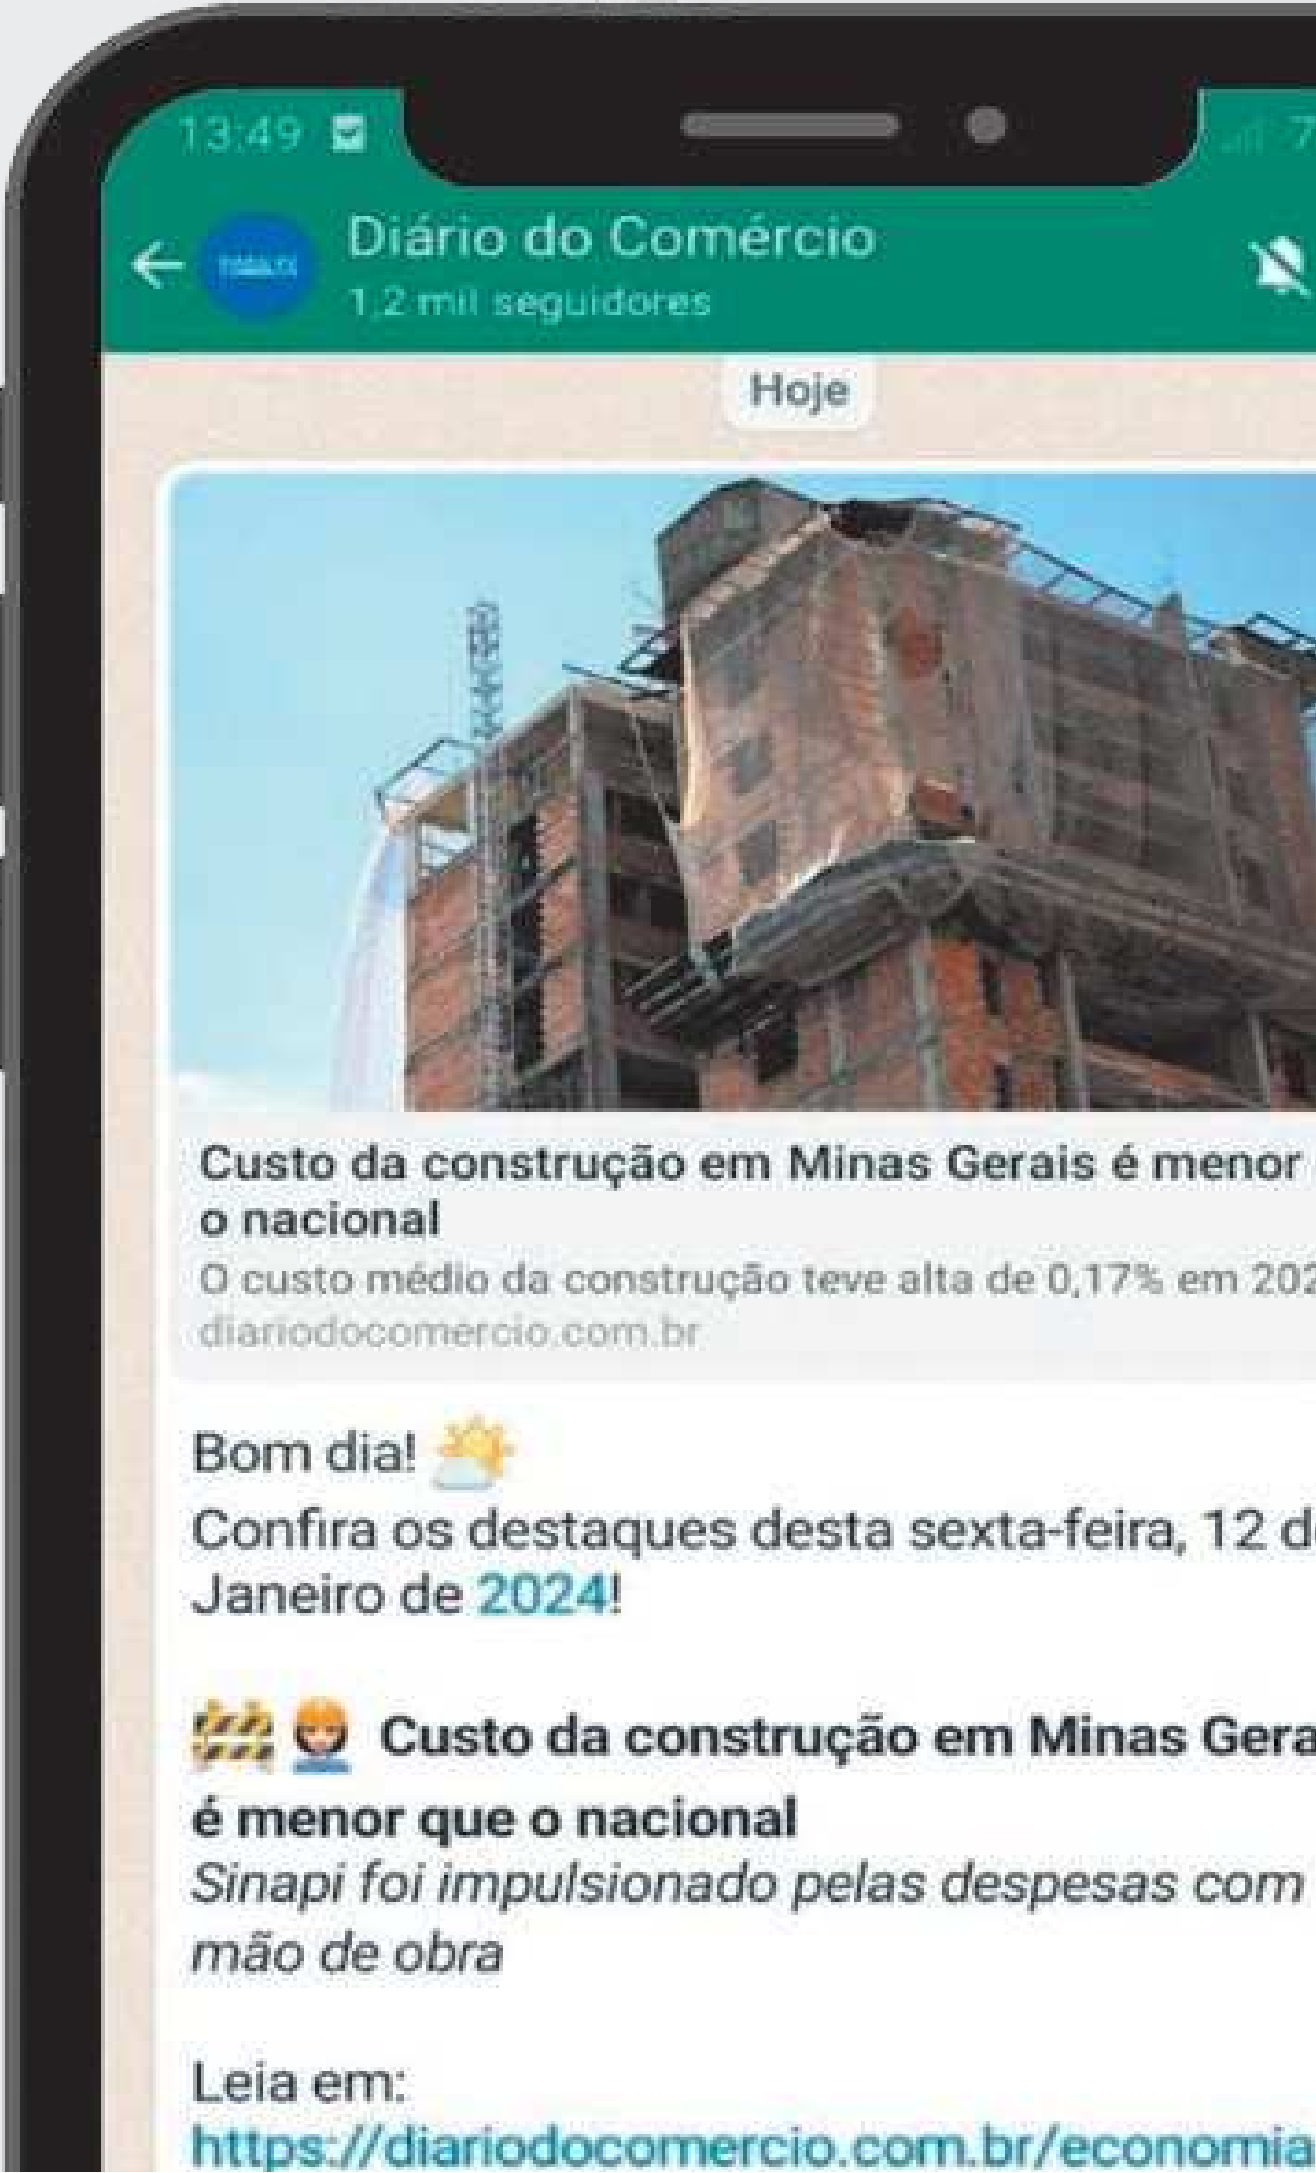 13:49
Diário do Comércio
1,2 mil seguidores
Hoje
Custo da construção em Minas Gerais é menor
o nacional
O custo médio da construção teve alta de 0,17% em 202
diariodocomercio.com.br
Bom dia!
Confira os destaques desta sexta-feira, 12 d
Janeiro de 2024!
Custo da construção em Minas Gera
é menor que o nacional
Sinapi foi impulsionado pelas despesas com
mão de obra
Leia em:
https://diariodocomercio.com.br/economia